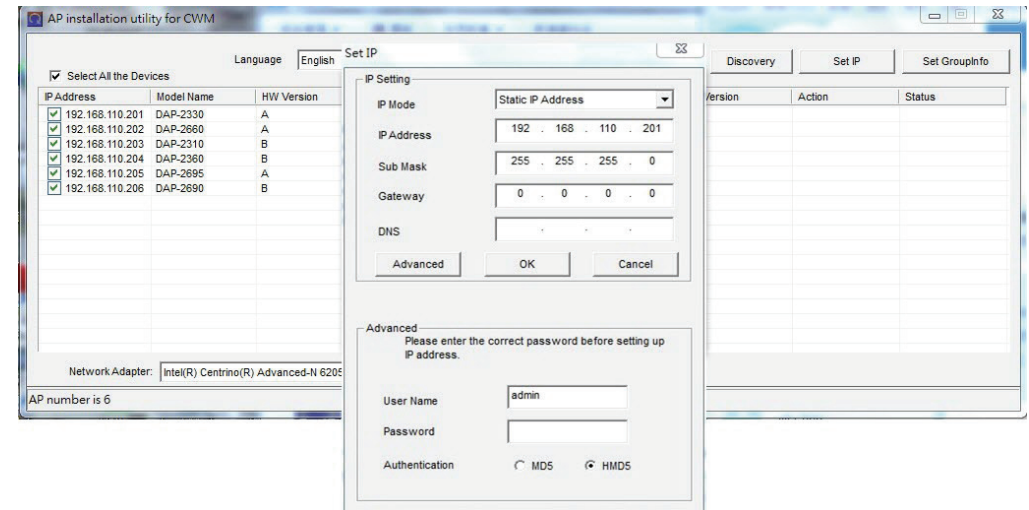 AP installation utility for CWM
Language English
Discovery Set IP Set GroupInfo
Select All the Devices
IP Address Model Name HW Version Version Action Status
192.168.110.201 DAP-2330 A
192.168.110.202 DAP-2660 A
192.168.110.203 DAP-2310 B
192.168.110.204 DAP-2360 B
192.168.110.205 DAP-2695 A
192.168.110.206 DAP-2690 B
Network Adapter: Intel(R) Centrino(R) Advanced-N 6205
AP number is 6
Set IP
IP Setting
IP Mode Static IP Address
IP Address 192 . 168 . 110 . 201
Sub Mask 255 . 255 . 255 . 0
Gateway 0 . 0 . 0 . 0
DNS . . .
Advanced OK Cancel
Advanced
Please enter the correct password before setting up
IP address.
User Name admin
Password
Authentication MD5 HMD5